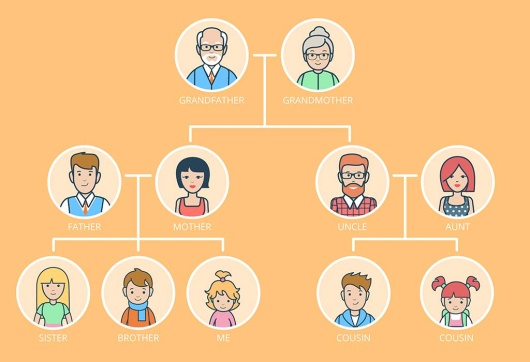 GRANDFATHER
GRANDMOTHER
FATHER
MOTHER
UNCLE
AUNT
SISTER
BROTHER
ME
COUSIN
COUSIN